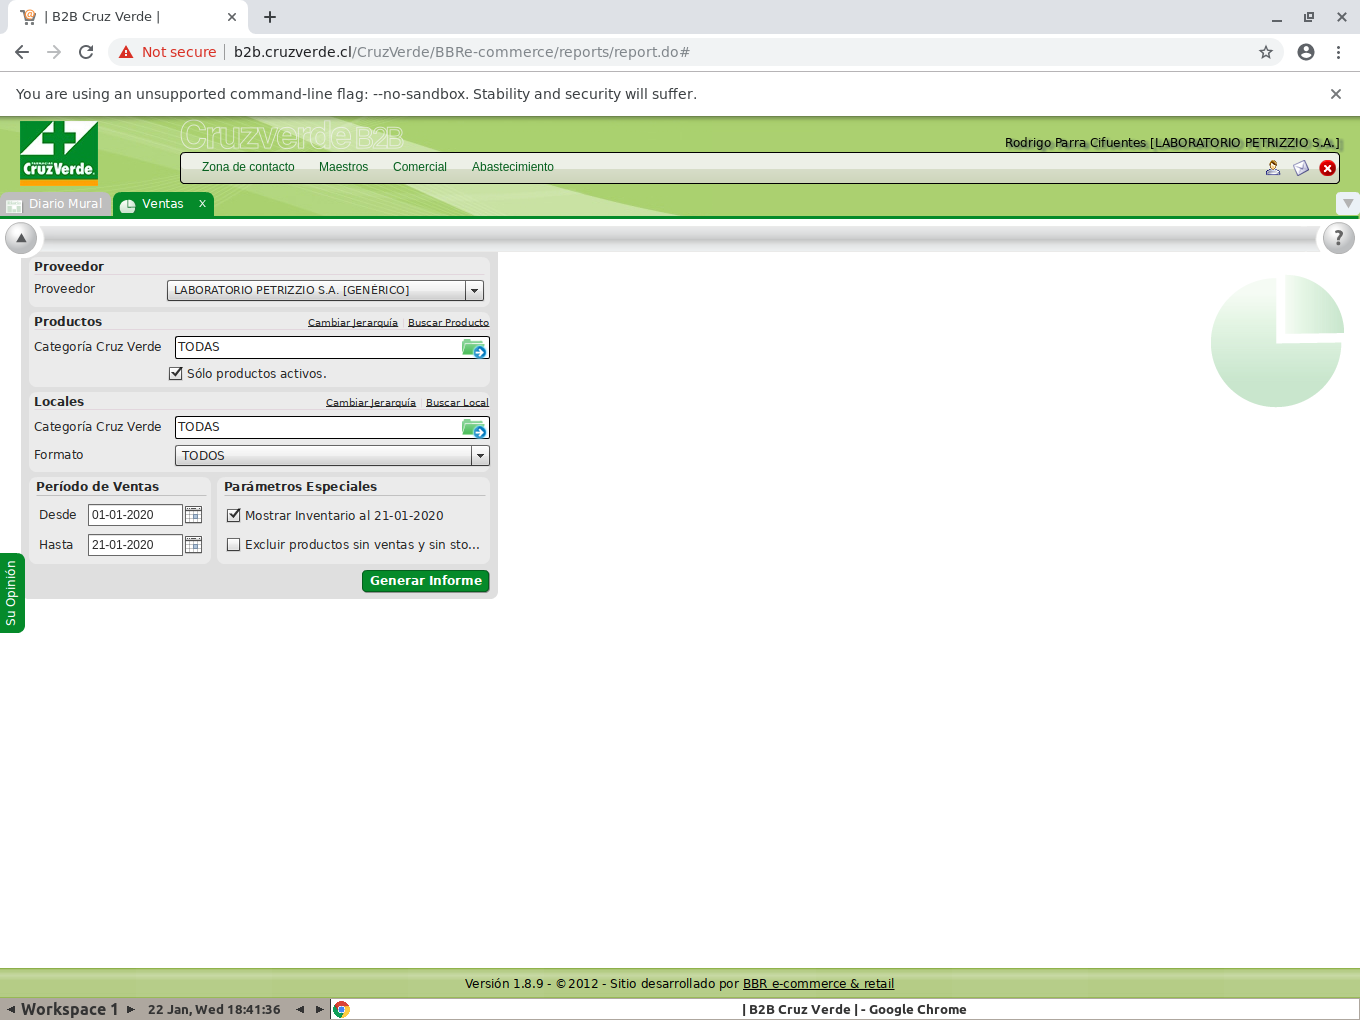 | B2B Cruz Verde |
Not secure
b2b.cruzverde.cl/CruzVerde/BBRe-commerce/reports/report.do#
You are using an unsupported command-line flag: --no-sandbox. Stability and security will suffer.
FARMACIAS
CruzVerde.
CruzVerde B2B
Rodrigo Parra Cifuentes [LABORATORIO PETRIZZIO S.A.]
Zona de contacto Maestros Comercial Abastecimiento
Diario Mural Ventas X
?
Proveedor
Proveedor LABORATORIO PETRIZZIO S.A. [GENÉRICO]
Productos Cambiar Jerarquía | Buscar Producto
Categoría Cruz Verde TODAS
Sólo productos activos.
Locales Cambiar Jerarquía | Buscar Local
Categoría Cruz Verde TODAS
Formato TODOS
Período de Ventas Parámetros Especiales
Desde 01-01-2020 Mostrar Inventario al 21-01-2020
Hasta 21-01-2020 Excluir productos sin ventas y sin sto...
Generar Informe
Su Opinión
Versión 1.8.9 - ©2012 - Sitio desarrollado por BBR e-commerce & retail
Workspace 1 22 Jan, Wed 18:41:36 | B2B Cruz Verde | - Google Chrome